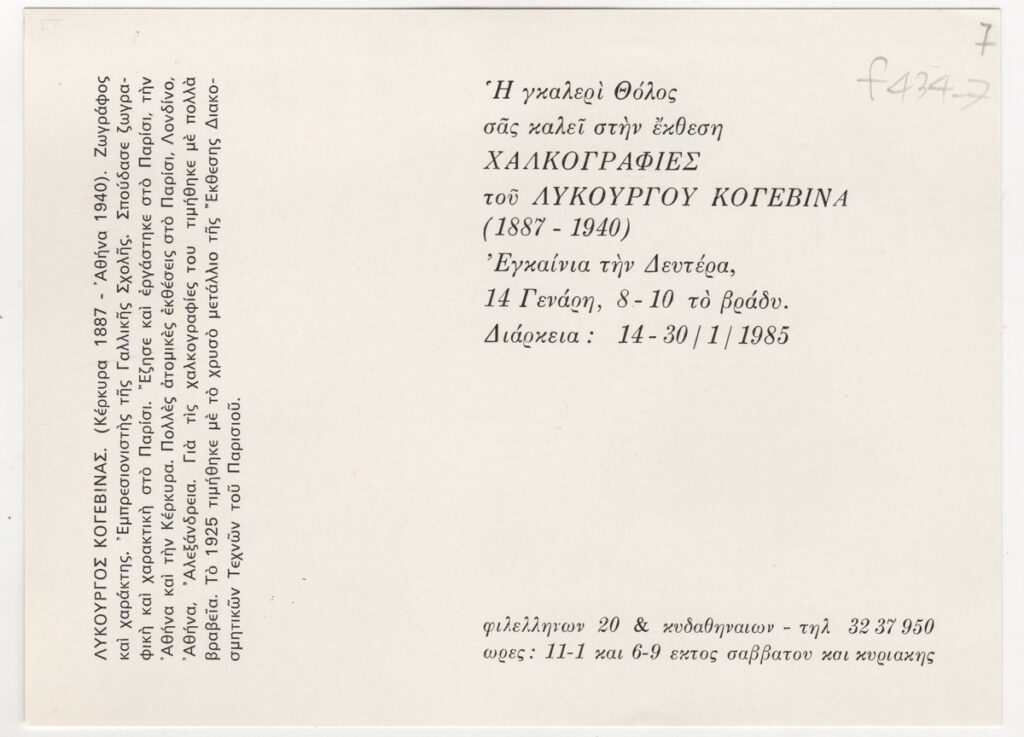 7
f434-7
Ἡ γκαλερὶ Θόλος
σᾶς καλεῖ στὴν ἔκθεση
ΧΑΛΚΟΓΡΑΦΙΕΣ
τοῦ ΛΥΚΟΥΡΓΟΥ ΚΟΓΕΒΙΝΑ
(1887 - 1940)
Ἐγκαίνια τὴν Δευτέρα,
14 Γενάρη, 8 - 10 τὸ βράδυ.
Διάρκεια : 14 - 30 / 1 / 1985
φιλελληνων 20 & κυδαθηναιων - τηλ 32 37 950
ωρες : 11-1 και 6-9 εκτος σαββατου και κυριακης
ΛΥΚΟΥΡΓΟΣ ΚΟΓΕΒΙΝΑΣ. (Κέρκυρα 1887 - Ἀθήνα 1940). Ζωγράφος
καὶ χαράκτης. Ἐμπρεσιονιστὴς τῆς Γαλλικῆς Σχολῆς. Σπούδασε ζωγρα-
φικὴ καὶ χαρακτικὴ στὸ Παρίσι. Ἔζησε καὶ ἐργάστηκε στὸ Παρίσι, τὴν
Ἀθήνα καὶ τὴν Κέρκυρα. Πολλὲς ἀτομικὲς ἐκθέσεις στὸ Παρίσι, Λονδίνο,
Ἀθήνα, Ἀλεξάνδρεια. Γιὰ τὶς χαλκογραφίες του τιμήθηκε μὲ πολλὰ
βραβεῖα. Τὸ 1925 τιμήθηκε μὲ τὸ χρυσὸ μετάλλιο τῆς Ἔκθεσης Διακο-
σμητικῶν Τεχνῶν τοῦ Παρισιοῦ.